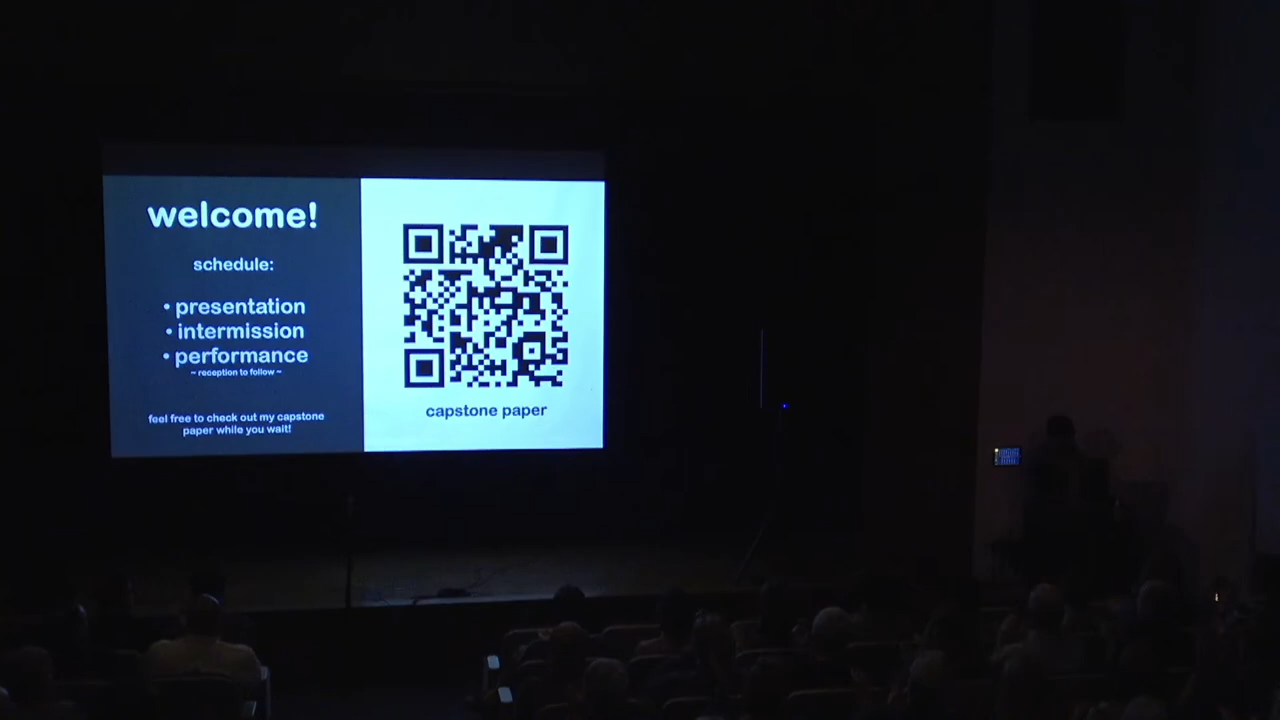 welcome!
schedule:
• presentation
• intermission
• performance
~ reception to follow ~
feel free to check out my capstone
paper while you wait!
capstone paper